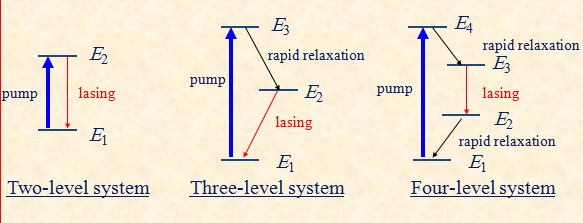 E2
pump
lasing
E1
Two-level system
E3
rapid relaxation
pump
E2
lasing
E1
Three-level system
E4
rapid relaxation
E3
pump
lasing
E2
rapid relaxation
E1
Four-level system